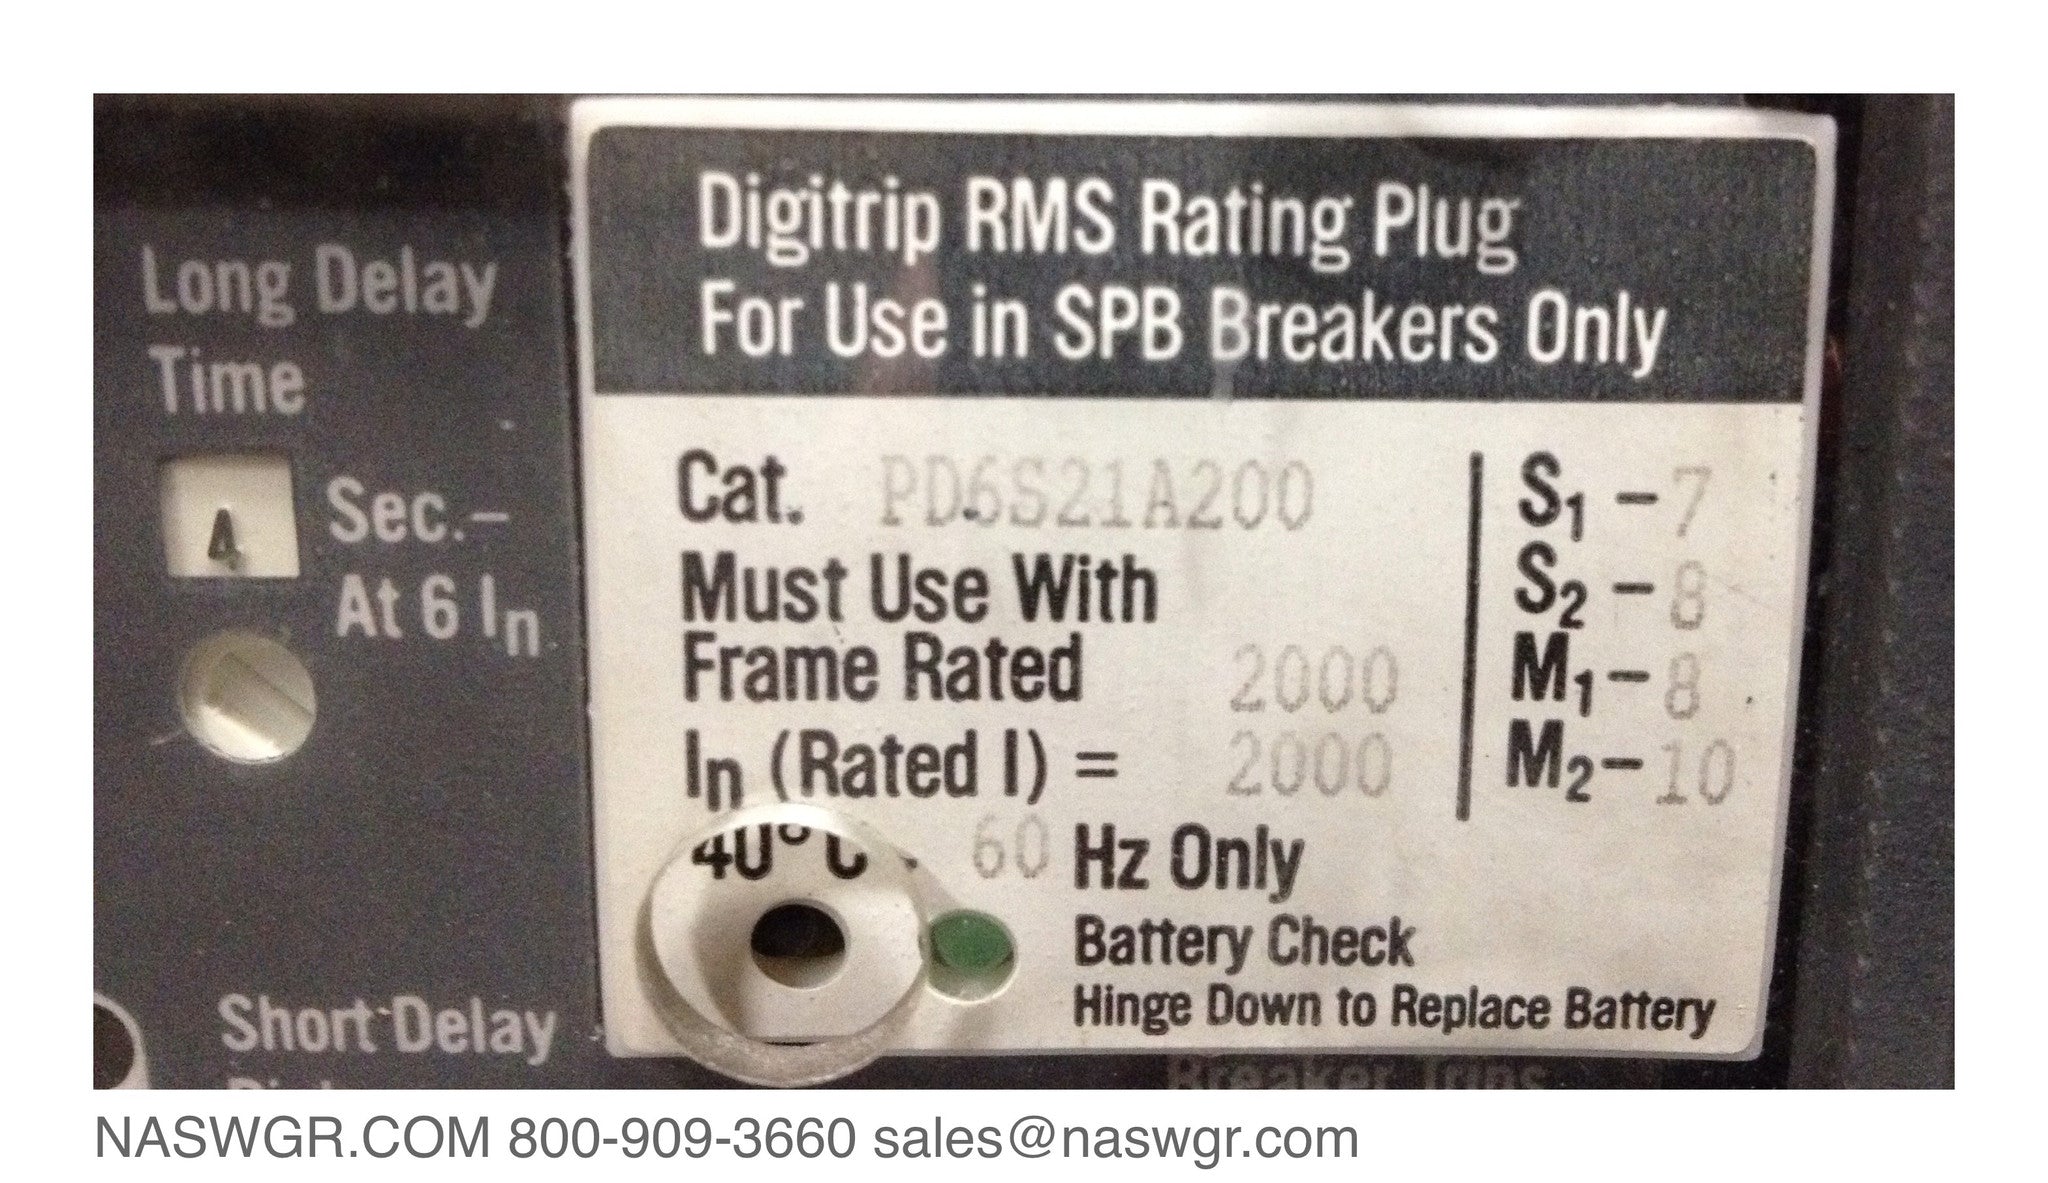 Long Delay
Time
4
Sec.–
At 6 In
Short Delay
Digitrip RMS Rating Plug
For Use in SPB Breakers Only
Cat. PD6S21A200
Must Use With
Frame Rated 2000
In (Rated I) = 2000
40°C - 60 Hz Only
Battery Check
Hinge Down to Replace Battery
S1 – 7
S2 – 8
M1 – 8
M2 – 10
Breaker Trips
NASWGR.COM 800-909-3660 sales@naswgr.com